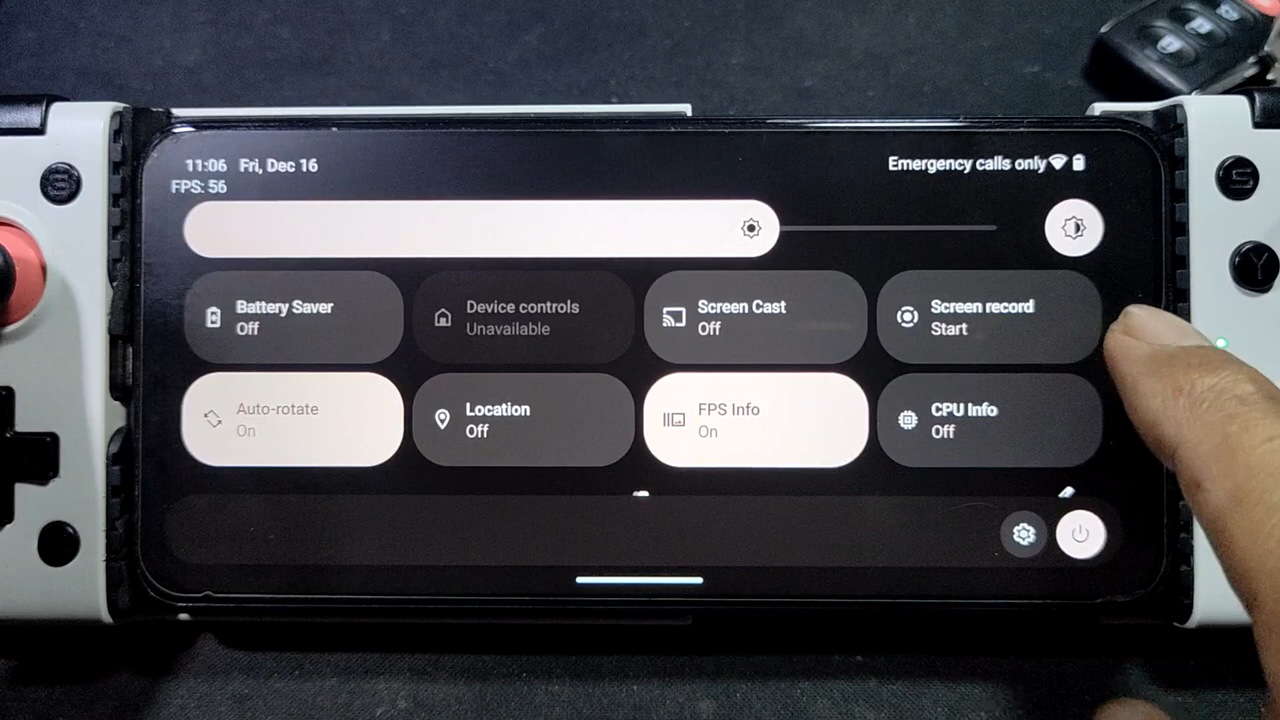 11:06 Fri, Dec 16
Emergency calls only
FPS: 56
Battery Saver
Off
Device controls
Unavailable
Screen Cast
Off
Screen record
Start
Auto-rotate
On
Location
Off
FPS Info
On
CPU Info
Off
S
Y